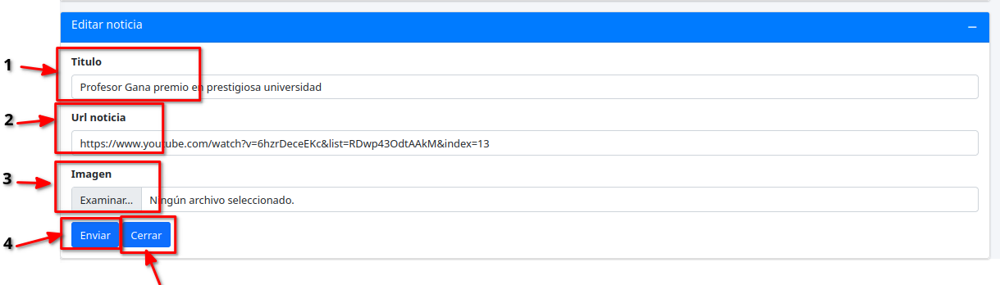 Editar noticia
1
Titulo
Profesor Gana premio en prestigiosa universidad
2
Url noticia
https://www.youtube.com/watch?v=6hzrDeceEKc&list=RDwp43OdtAAkM&index=13
3
Imagen
Examinar... Ningún archivo seleccionado.
4
Enviar Cerrar